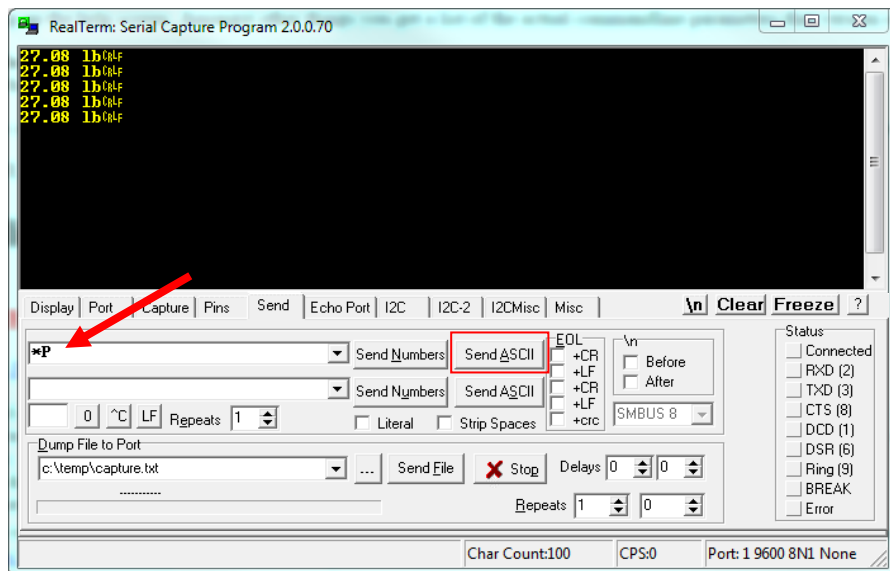 RealTerm: Serial Capture Program 2.0.0.70
27.08 lbCRLF
27.08 lbCRLF
27.08 lbCRLF
27.08 lbCRLF
27.08 lbCRLF
Display Port Capture Pins Send Echo Port I2C I2C-2 I2CMisc Misc \n Clear Freeze ?
*P Send Numbers Send ASCII
EOL
+CR
+LF
\n
Before
After
Send Numbers Send ASCII
+CR
+LF
+crc
SMBUS 8
0 ^C LF Repeats 1 Literal Strip Spaces
Status
Connected
RXD (2)
TXD (3)
CTS (8)
DCD (1)
DSR (6)
Ring (9)
BREAK
Error
Dump File to Port
c:\temp\capture.txt ... Send File Stop Delays 0 0
Repeats 1 0
Char Count:100 CPS:0 Port: 1 9600 8N1 None